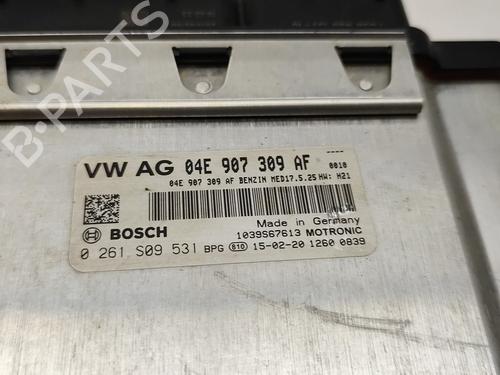 VW AG 04E 907 309 AF
0010
04E 907 309 AF BENZIN MED17.5.25 HW: H21
BOSCH
Made in Germany
1039S67613 MOTRONIC
0 261 S09 531 BPG 610 15-02-20 1260 0839
B-PARTS